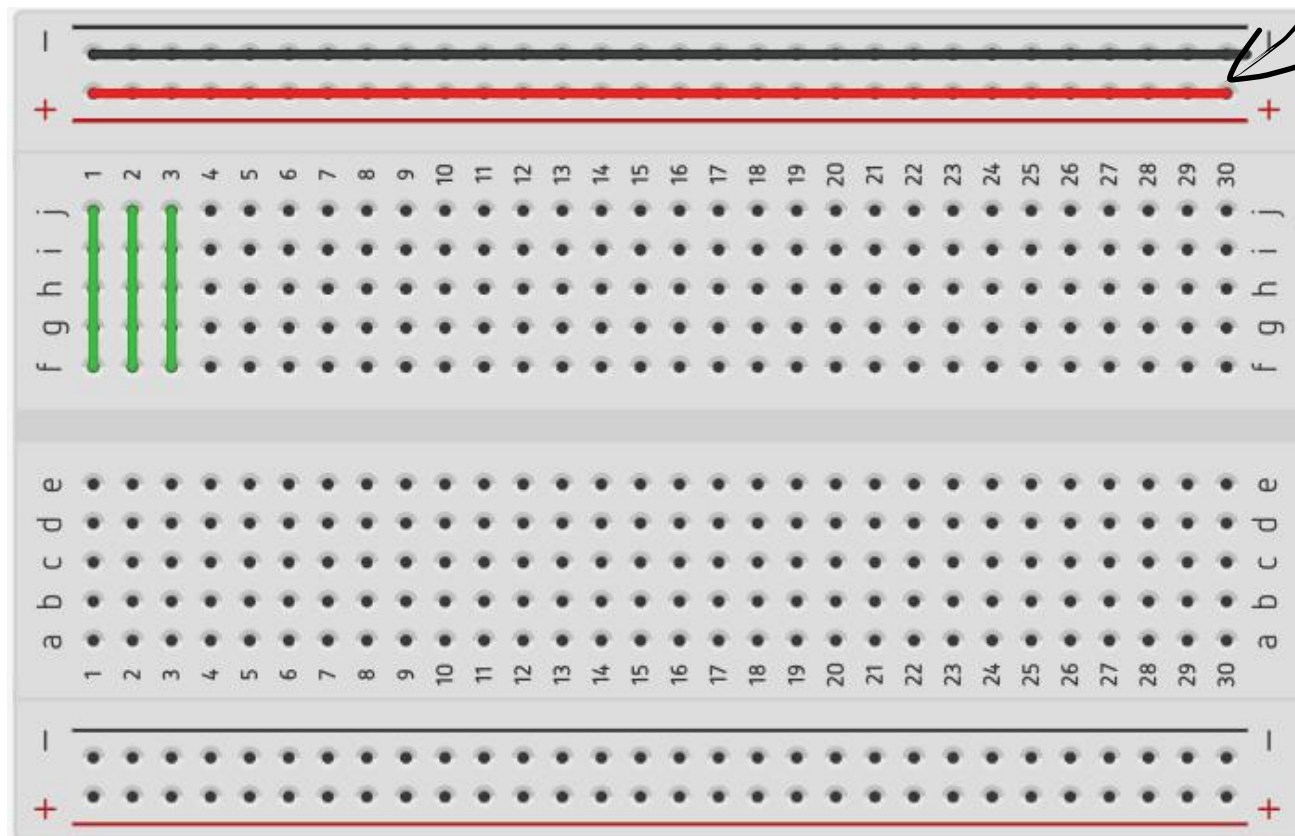 − −
+ +
1 2 3 4 5 6 7 8 9 10 11 12 13 14 15 16 17 18 19 20 21 22 23 24 25 26 27 28 29 30
j j
i i
h h
g g
f f
e e
d d
c c
b b
a a
1 2 3 4 5 6 7 8 9 10 11 12 13 14 15 16 17 18 19 20 21 22 23 24 25 26 27 28 29 30
− −
+ +